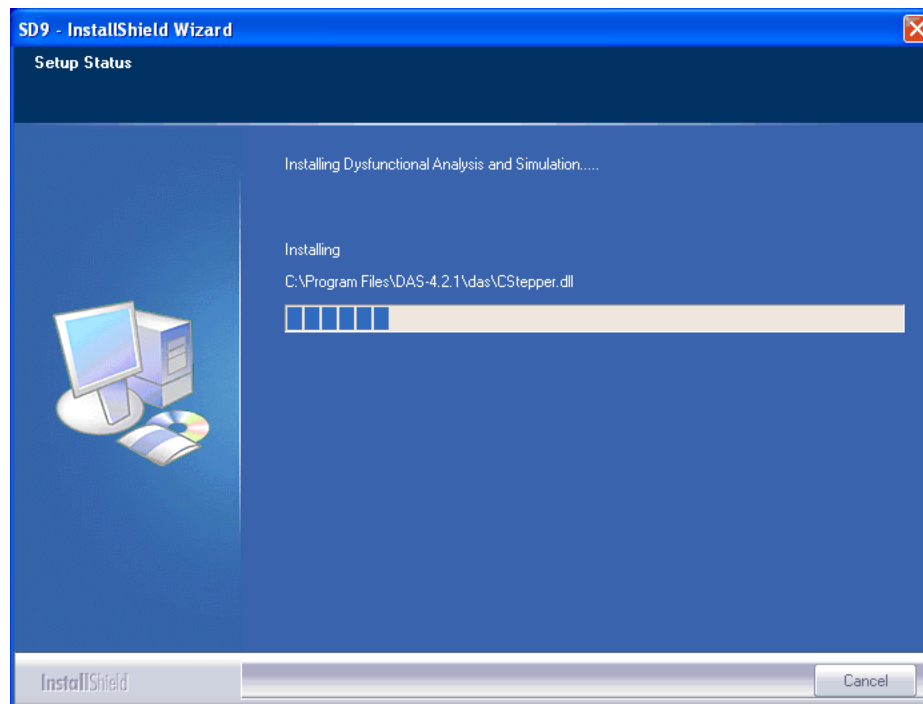 SD9 - InstallShield Wizard
Setup Status
Installing Dysfunctional Analysis and Simulation.....
Installing
C:\Program Files\DAS-4.2.1\das\CStepper.dll
InstallShield
Cancel